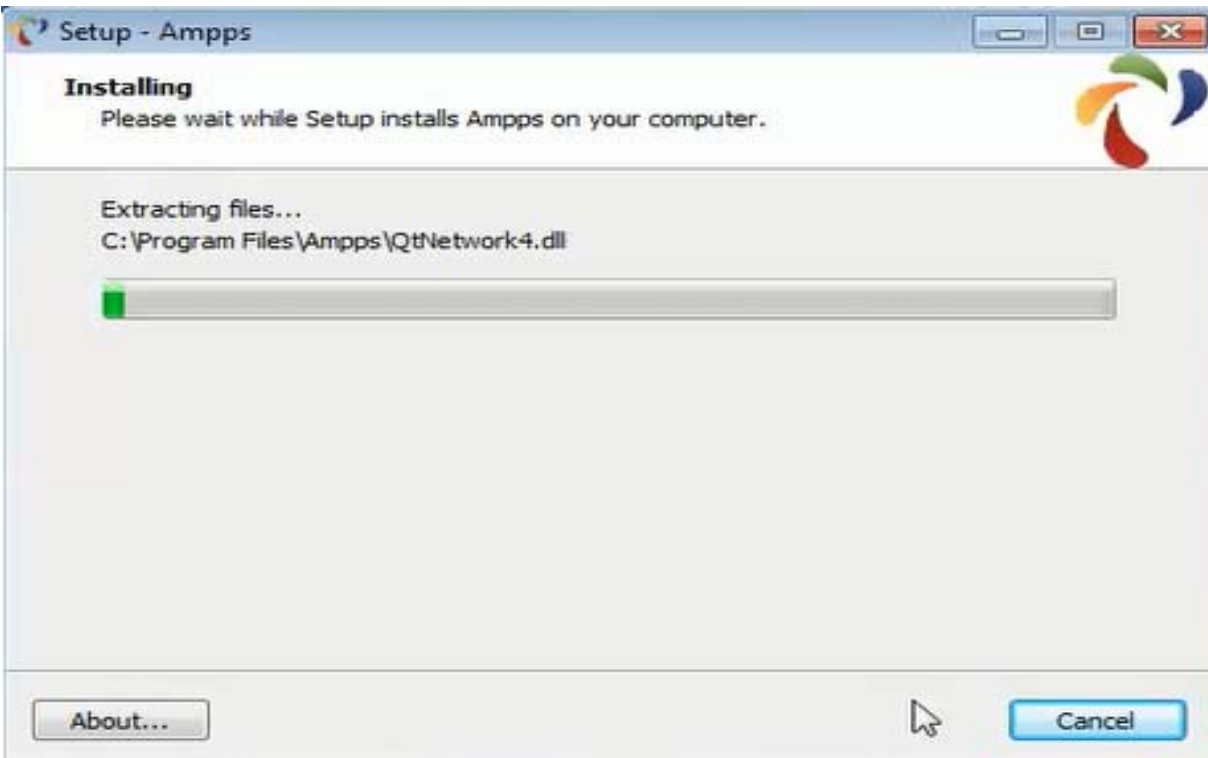 Setup - Ampps
Installing
Please wait while Setup installs Ampps on your computer.
Extracting files...
C:\Program Files\Ampps\QtNetwork4.dll
About...
Cancel